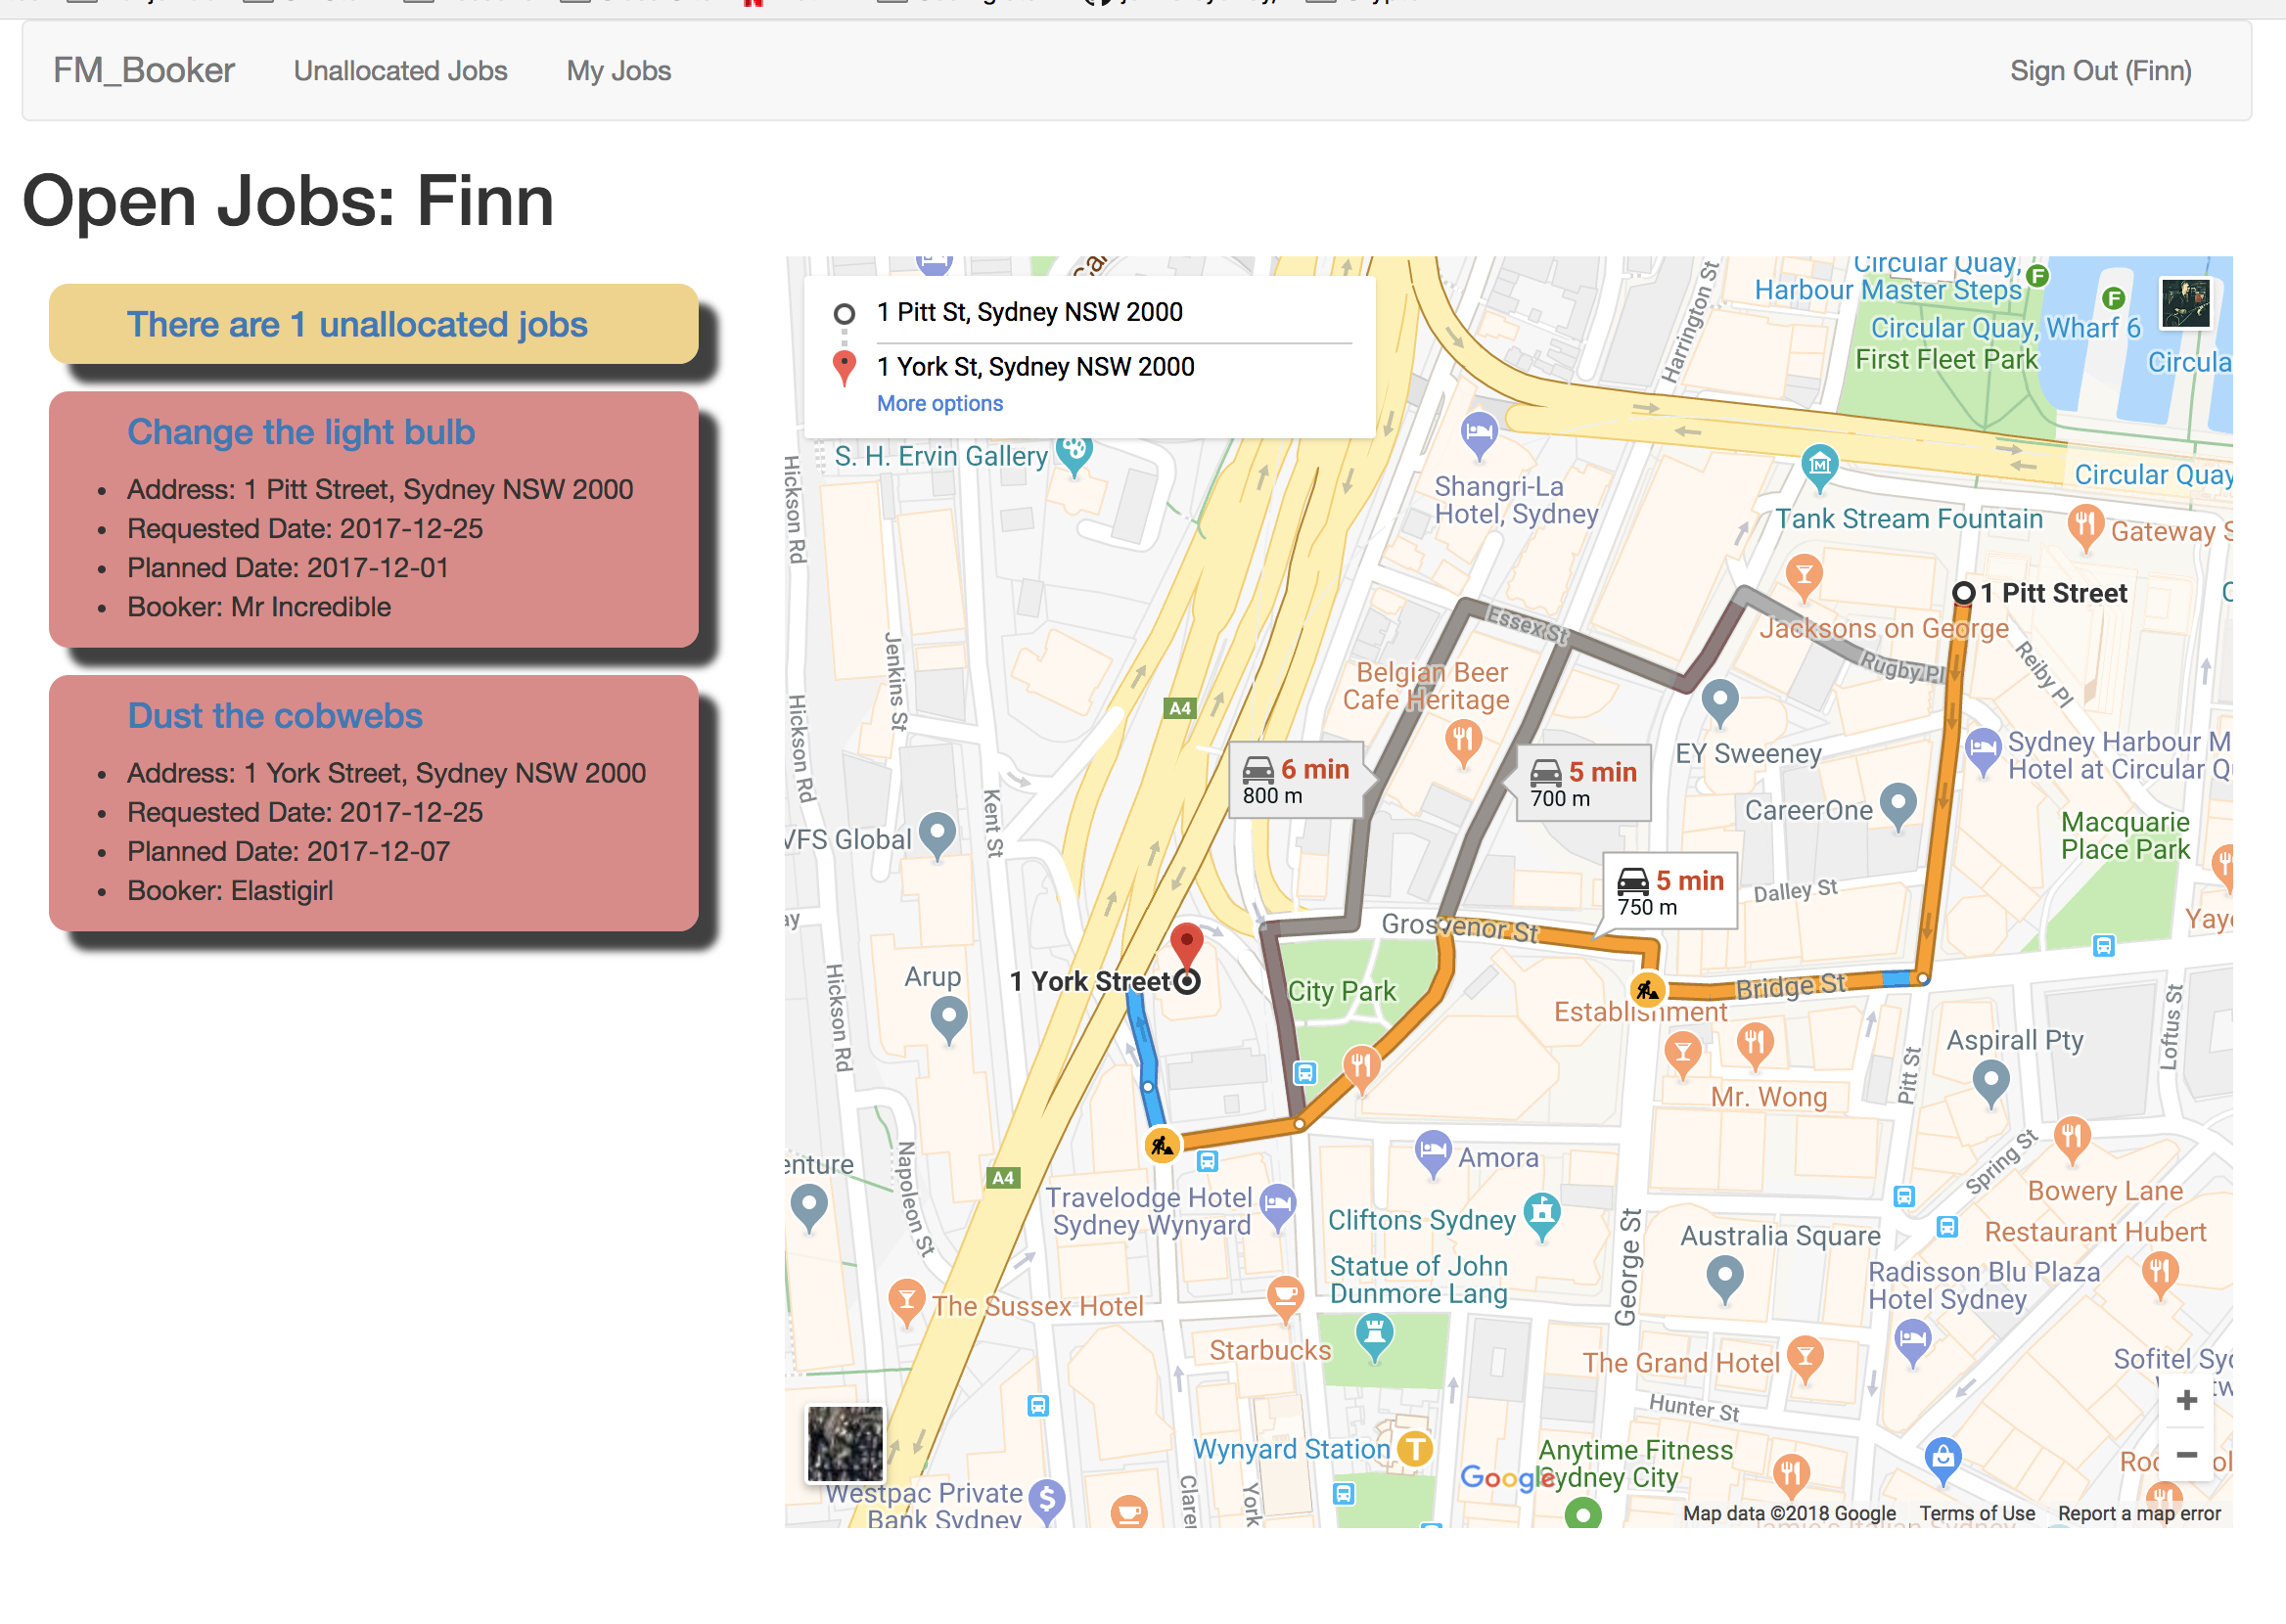 FM_Booker
Unallocated Jobs
My Jobs
Sign Out (Finn)
Open Jobs: Finn
There are 1 unallocated jobs
Change the light bulb
Address: 1 Pitt Street, Sydney NSW 2000
Requested Date: 2017-12-25
Planned Date: 2017-12-01
Booker: Mr Incredible
Dust the cobwebs
Address: 1 York Street, Sydney NSW 2000
Requested Date: 2017-12-25
Planned Date: 2017-12-07
Booker: Elastigirl
1 Pitt St, Sydney NSW 2000
1 York St, Sydney NSW 2000
More options
Harrington St
Circular Quay,
Harbour Master Steps
F
F
Circular Quay, Wharf 6
First Fleet Park
Circula
S. H. Ervin Gallery
Hickson Rd
Shangri-La
Hotel, Sydney
Circular Quay
Tank Stream Fountain
Gateway S
1 Pitt Street
Essex St
Jacksons on George
Rugby Pl
Reiby Pl
Jenkins St
Belgian Beer
Cafe Heritage
A4
Hickson Rd
EY Sweeney
Sydney Harbour M
Hotel at Circular Q
6 min
800 m
5 min
700 m
Kent St
VFS Global
CareerOne
Macquarie
Place Park
5 min
750 m
Dalley St
Grosvenor St
Yay
Arup
1 York Street
City Park
Bridge St
Hickson Rd
Establishment
Loftus St
Aspirall Pty
Pitt St
Mr. Wong
enture
Napoleon St
A4
Amora
Spring St
Travelodge Hotel
Sydney Wynyard
Bowery Lane
Cliftons Sydney
Restaurant Hubert
George St
Australia Square
Statue of John
Dunmore Lang
Radisson Blu Plaza
Hotel Sydney
The Sussex Hotel
Starbucks
The Grand Hotel
Sofitel Syd
Hunter St
Wynyard Station
T
Anytime Fitness
Sydney City
Google
Westpac Private
Bank Sydney
Clare
York
Map data ©2018 Google
Terms of Use
Report a map error